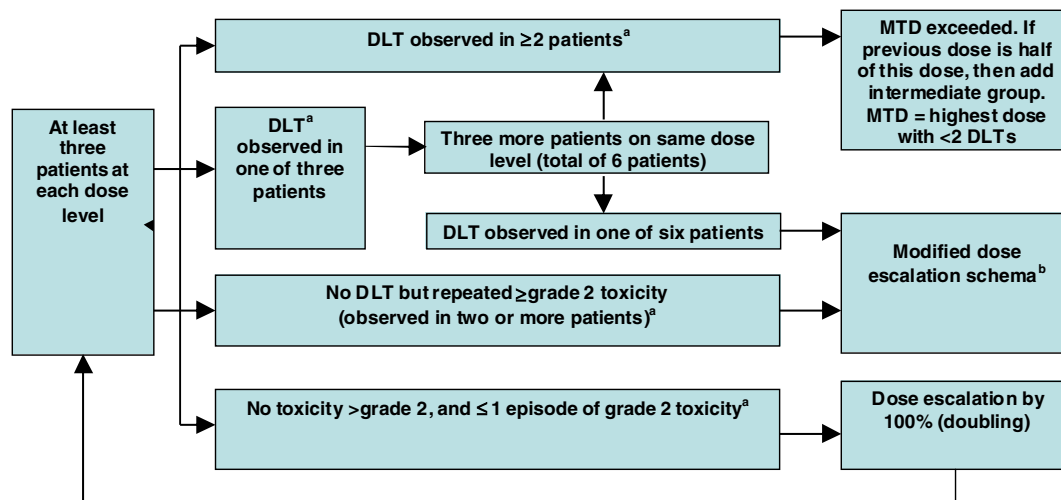 At least
three
patients at
each dose
level
DLT observed in ≥2 patientsᵃ
MTD exceeded. If
previous dose is half
of this dose, then add
intermediate group.
MTD = highest dose
with <2 DLTs
DLTᵃ
observed in
one of three
patients
Three more patients on same dose
level (total of 6 patients)
DLT observed in one of six patients
Modified dose
escalation schemaᵇ
No DLT but repeated ≥grade 2 toxicity
(observed in two or more patients)ᵃ
No toxicity >grade 2, and ≤ 1 episode of grade 2 toxicityᵃ
Dose escalation by
100% (doubling)